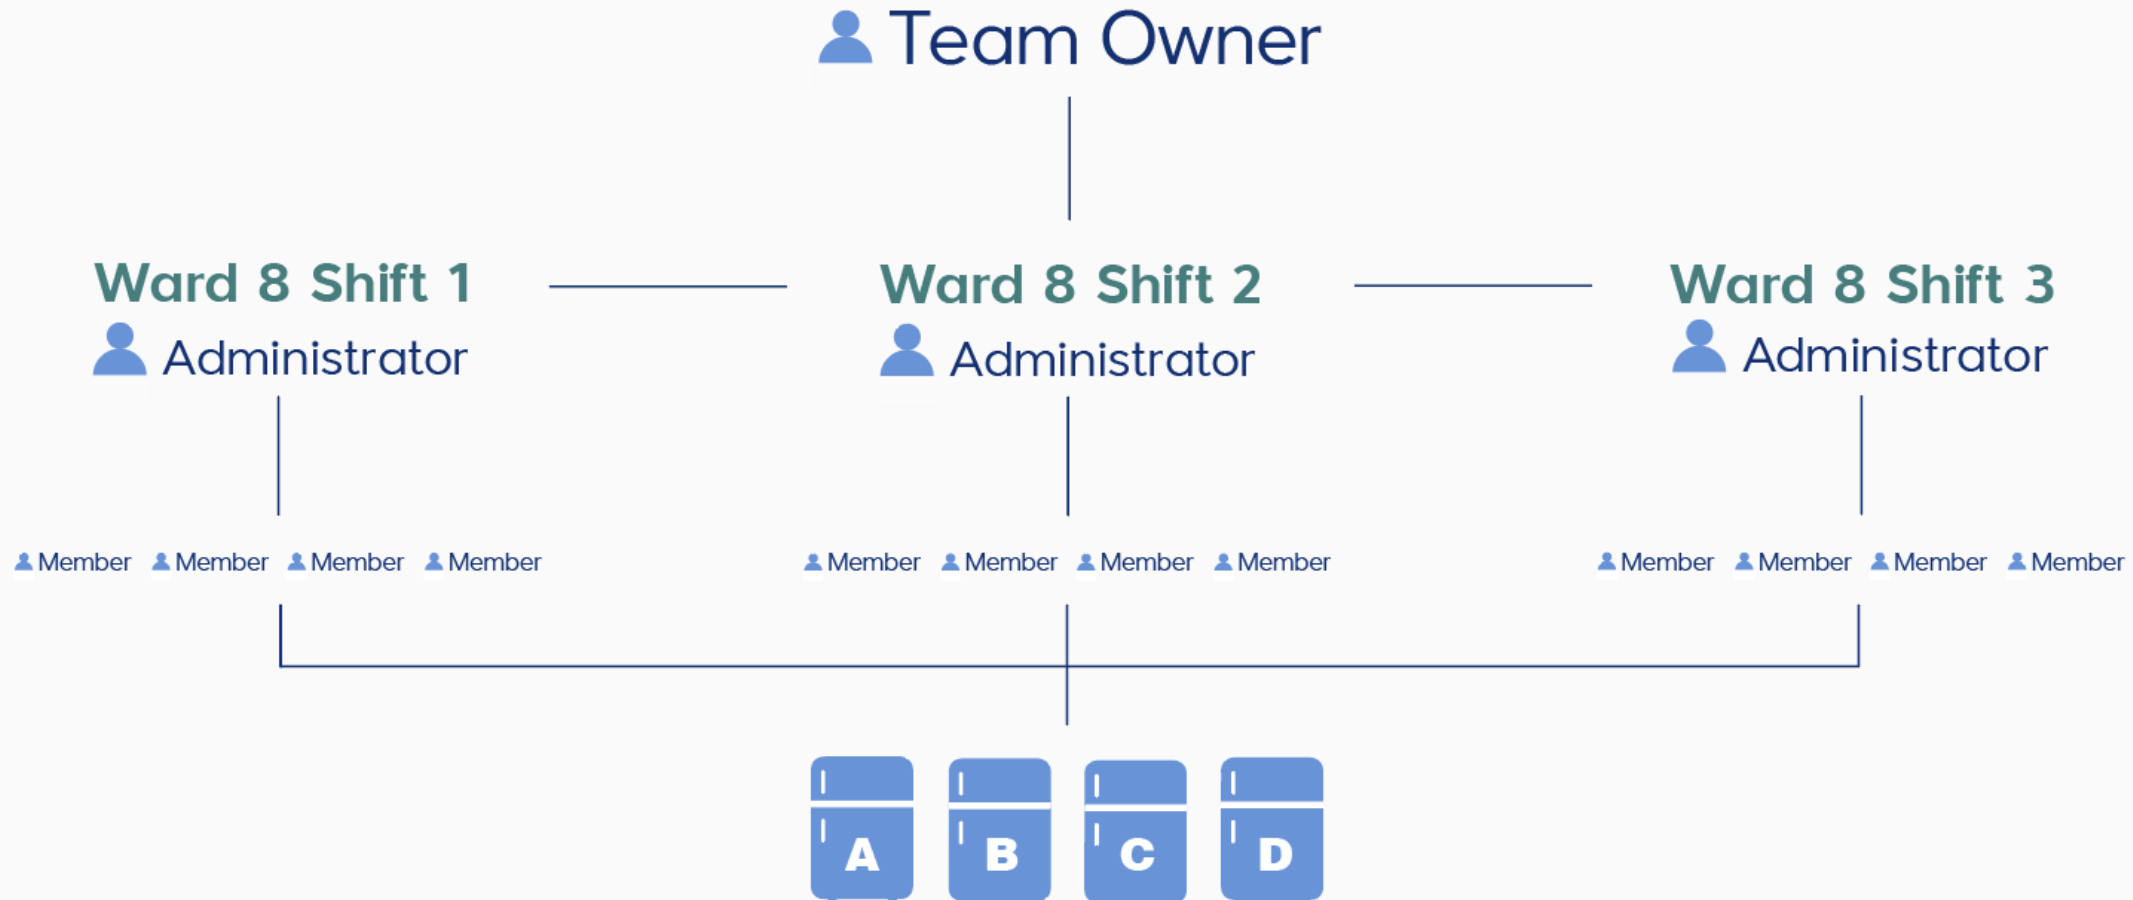 Team Owner
Ward 8 Shift 1
Administrator
Ward 8 Shift 2
Administrator
Ward 8 Shift 3
Administrator
Member Member Member Member
Member Member Member Member
Member Member Member Member
A B C D